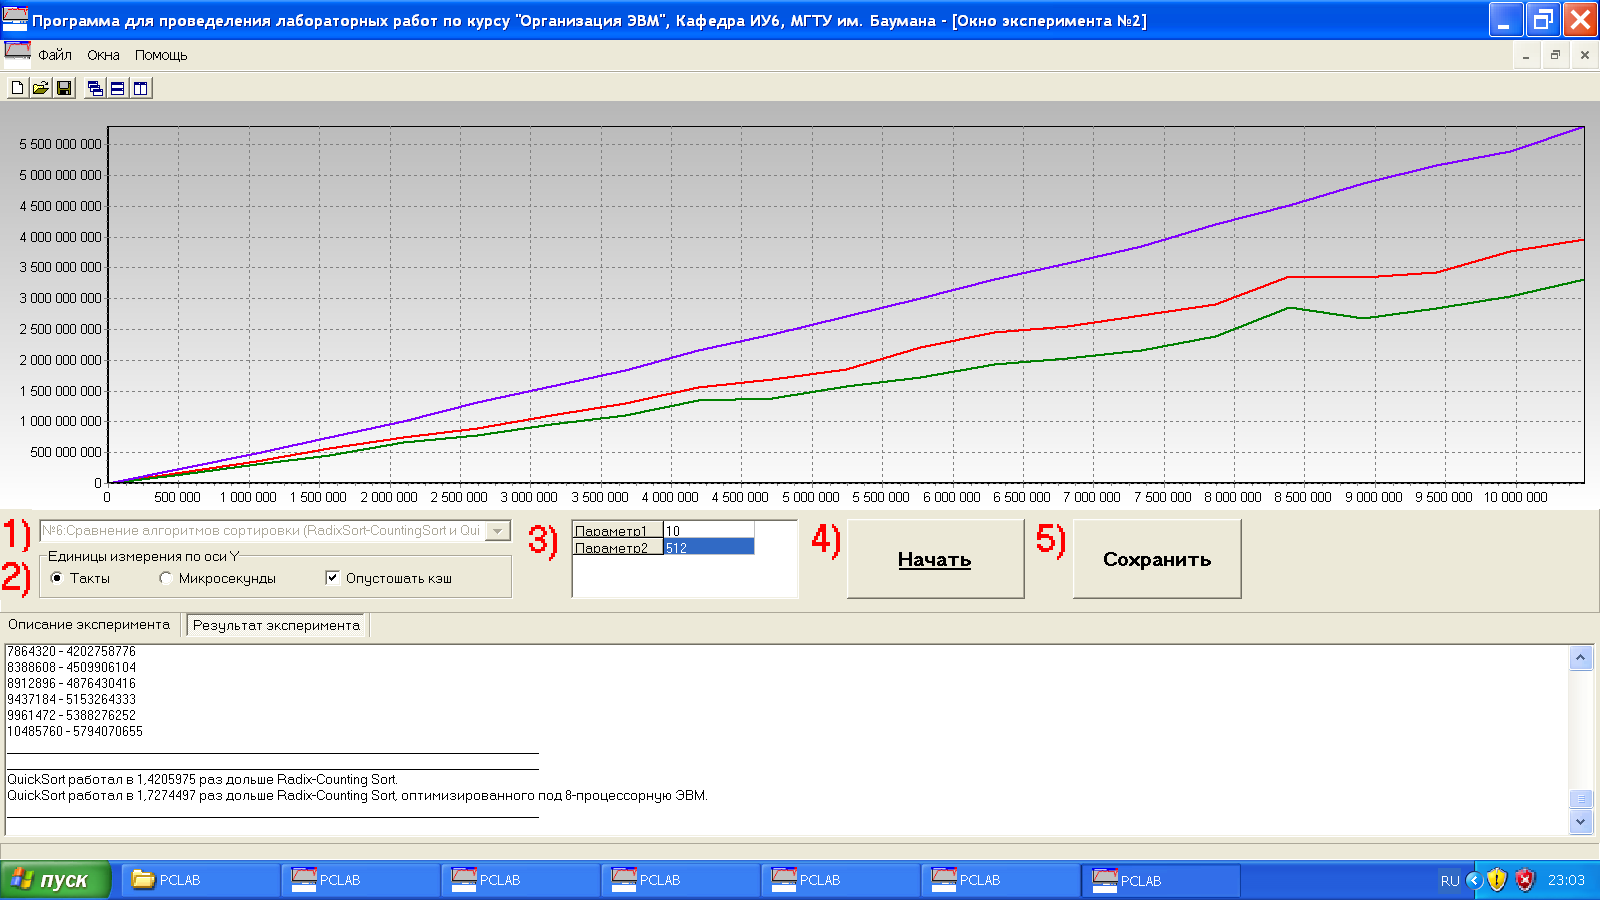 Программа для проведеления лабораторных работ по курсу "Организация ЭВМ", Кафедра ИУ6, МГТУ им. Баумана - [Окно эксперимента №2]
Файл Окна Помощь
5 500 000 000
5 000 000 000
4 500 000 000
4 000 000 000
3 500 000 000
3 000 000 000
2 500 000 000
2 000 000 000
1 500 000 000
1 000 000 000
500 000 000
0
0 500 000 1 000 000 1 500 000 2 000 000 2 500 000 3 000 000 3 500 000 4 000 000 4 500 000 5 000 000 5 500 000 6 000 000 6 500 000 7 000 000 7 500 000 8 000 000 8 500 000 9 000 000 9 500 000 10 000 000
1) №6:Сравнение алгоритмов сортировки (RadixSort-CountingSort и Qui
2) Единицы измерения по оси Y
Такты Микросекунды Опустошать кэш
3) Параметр1 10
Параметр2 512
4) Начать
5) Сохранить
Описание эксперимента Результат эксперимента
7864320 - 4202758776
8388608 - 4509906104
8912896 - 4876430416
9437184 - 5153264333
9961472 - 5388276252
10485760 - 5794070655
QuickSort работал в 1,4205975 раз дольше Radix-Counting Sort.
QuickSort работал в 1,7274497 раз дольше Radix-Counting Sort, оптимизированного под 8-процессорную ЭВМ.
пуск PCLAB PCLAB PCLAB PCLAB PCLAB PCLAB PCLAB RU 23:03